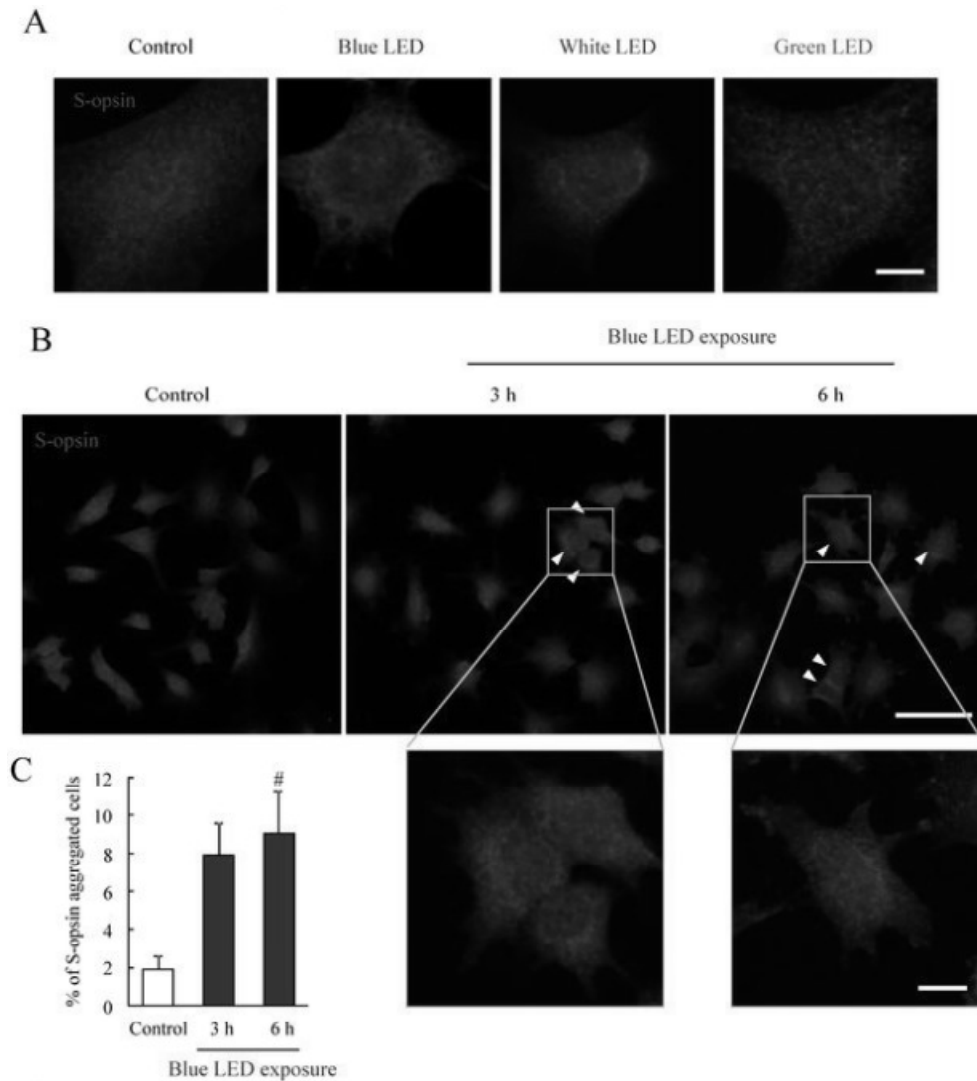 A
Control Blue LED White LED Green LED
S-opsin
B
Blue LED exposure
Control 3 h 6 h
S-opsin
C
% of S-opsin aggregated cells
12
10
8
6
4
2
0
#
Control 3 h 6 h
Blue LED exposure